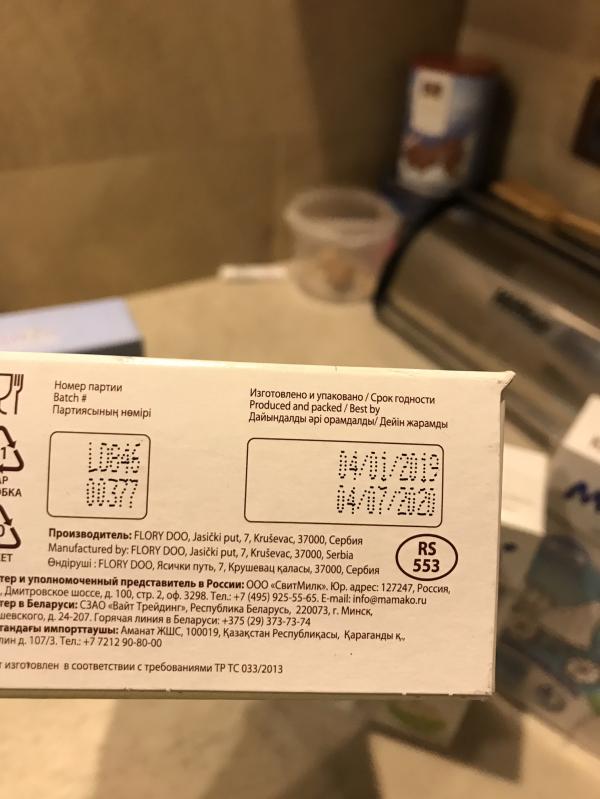 Номер партии
Batch #
Партиясының нөмірі
LD846
00377
Изготовлено и упаковано / Срок годности
Produced and packed / Best by
Дайындалды әрі орамдалды/ Дейін жарамды
04/01/2019
04/07/2020
Производитель: FLORY DOO, Jasički put, 7, Kruševac, 37000, Сербия
Manufactured by: FLORY DOO, Jasički put, 7, Kruševac, 37000, Serbia
Өндіруші : FLORY DOO, Ясички путь, 7, Крушевац қаласы, 37000, Сербия
RS
553
тер и уполномоченный представитель в России: ООО «СвитМилк». Юр. адрес: 127247, Россия,
, Дмитровское шоссе, д. 100, стр. 2, оф. 3298. Тел.: +7 (495) 925-55-65. E-mail: info@mamako.ru
тер в Беларуси: СЗАО «Вайт Трейдинг», Республика Беларусь, 220073, г. Минск,
шевского, д. 24-207. Горячая линия в Беларуси: +375 (29) 373-73-74
тандағы импорттаушы: Аманат ЖШС, 100019, Қазақстан Республикасы, Қарағанды қ.,
лин д. 107/3. Тел.: +7 7212 90-80-00
т изготовлен в соответствии с требованиями ТР ТС 033/2013